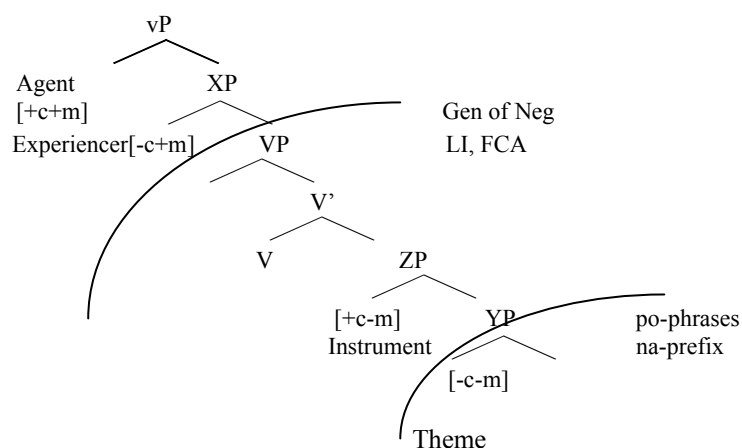 vP
Agent XP
[+c+m] Gen of Neg
Experiencer[-c+m] VP LI, FCA
V’
V ZP
[+c-m] YP po-phrases
Instrument na-prefix
[-c-m]
Theme